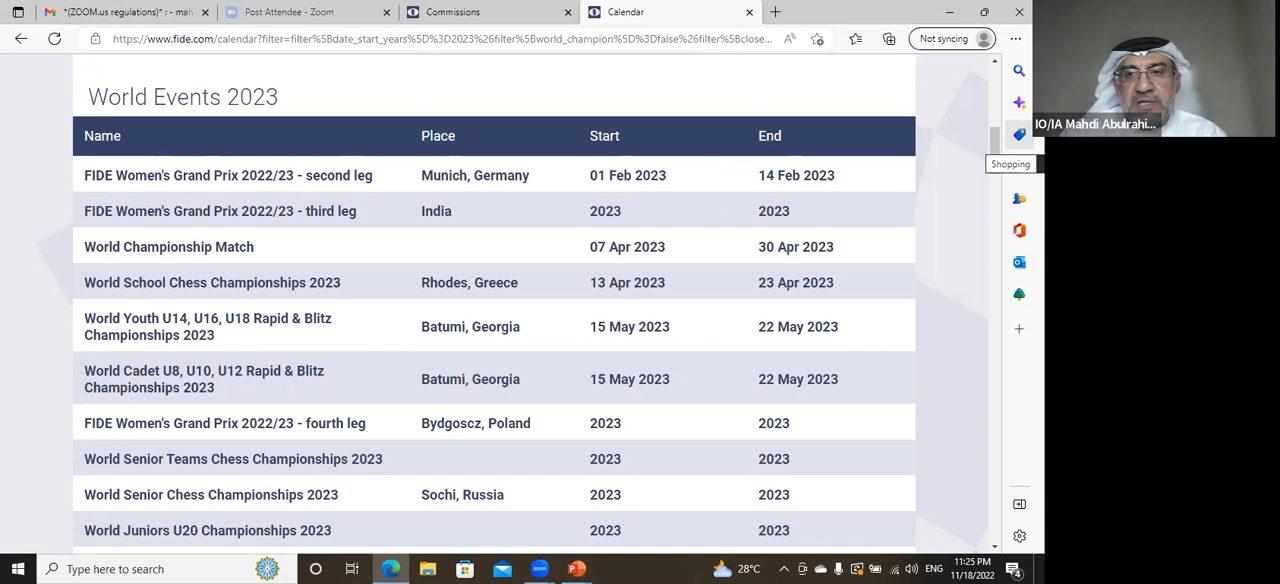 *(ZOOM.us regulations)* : - mah
Post Attendee - Zoom
Commissions
Calendar
https://www.fide.com/calendar?filter=filter%5Bdate_start_years%5D%3D2023%26filter%5Bworld_champion%5D%3Dfalse%26filter%5Bclose...
Not syncing
World Events 2023
Name Place Start End
FIDE Women's Grand Prix 2022/23 - second leg Munich, Germany 01 Feb 2023 14 Feb 2023
FIDE Women's Grand Prix 2022/23 - third leg India 2023 2023
World Championship Match 07 Apr 2023 30 Apr 2023
World School Chess Championships 2023 Rhodes, Greece 13 Apr 2023 23 Apr 2023
World Youth U14, U16, U18 Rapid & Blitz
Championships 2023 Batumi, Georgia 15 May 2023 22 May 2023
World Cadet U8, U10, U12 Rapid & Blitz
Championships 2023 Batumi, Georgia 15 May 2023 22 May 2023
FIDE Women's Grand Prix 2022/23 - fourth leg Bydgoscz, Poland 2023 2023
World Senior Teams Chess Championships 2023 2023 2023
World Senior Chess Championships 2023 Sochi, Russia 2023 2023
World Juniors U20 Championships 2023 2023 2023
IO/IA Mahdi Abulrahi...
Shopping
Type here to search
zoom
28°C
ENG
11:25 PM
11/18/2022
4